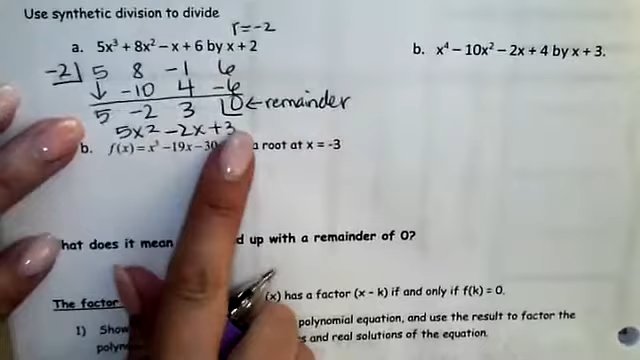 Use synthetic division to divide
r=-2
a. 5x³ + 8x² − x + 6 by x + 2
b. x⁴ − 10x² − 2x + 4 by x + 3.
-2| 5 8 -1 6
↓ -10 4 -6
5 -2 3 |0 ← remainder
5x² - 2x + 3
b. f(x) = x³ − 19x − 30 a root at x = -3
hat does it mean d up with a remainder of 0?
The factor (x) has a factor (x − k) if and only if f(k) = 0.
1) Show polynomial equation, and use the result to factor the
polyn s and real solutions of the equation.